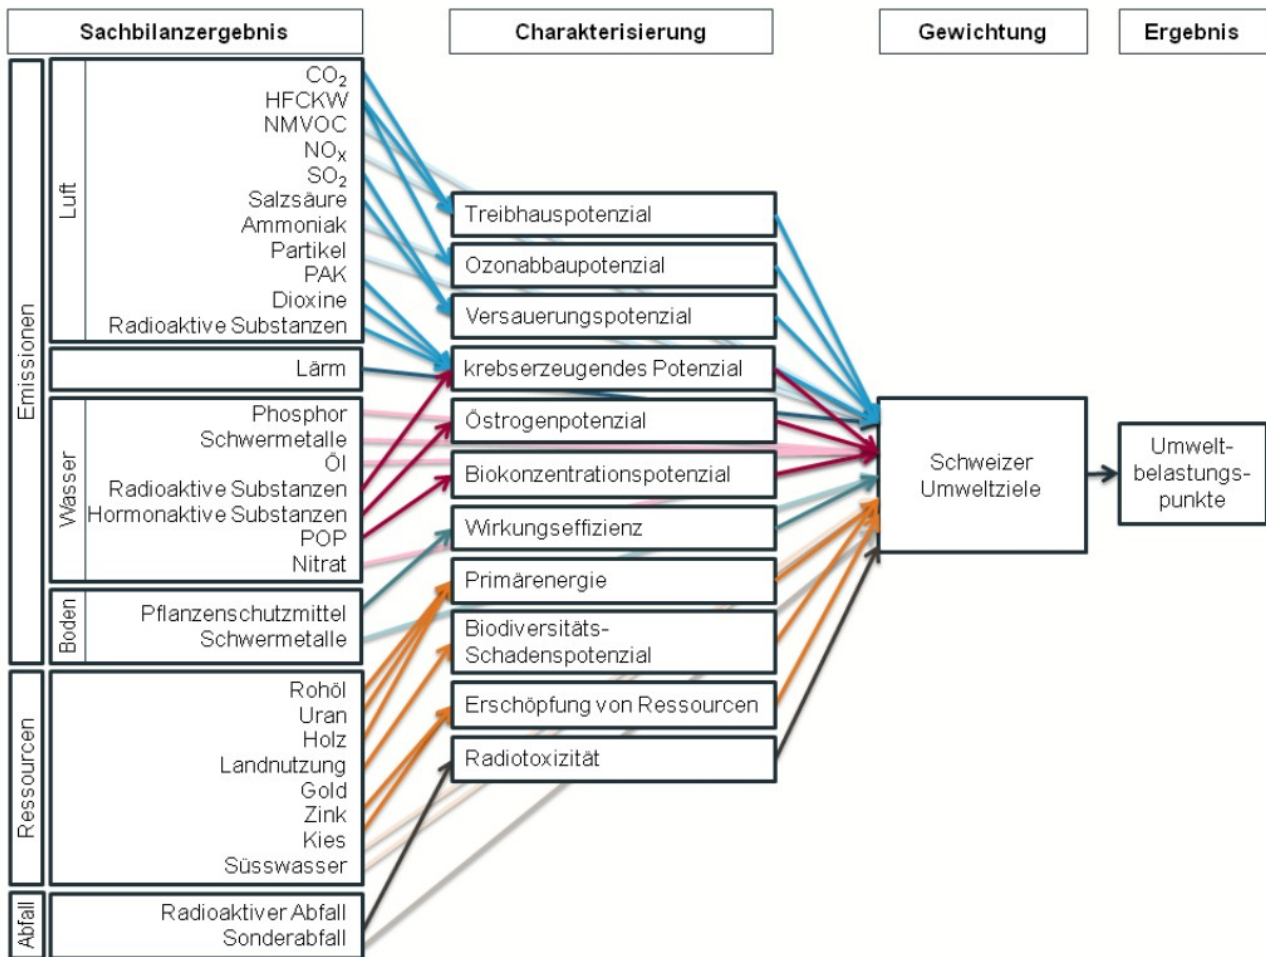 Sachbilanzergebnis
Charakterisierung
Gewichtung
Ergebnis
Emissionen
Luft
CO₂
HFCKW
NMVOC
NOₓ
SO₂
Salzsäure
Ammoniak
Partikel
PAK
Dioxine
Radioaktive Substanzen
Lärm
Wasser
Phosphor
Schwermetalle
Öl
Radioaktive Substanzen
Hormonaktive Substanzen
POP
Nitrat
Boden
Pflanzenschutzmittel
Schwermetalle
Ressourcen
Rohöl
Uran
Holz
Landnutzung
Gold
Zink
Kies
Süsswasser
Abfall
Radioaktiver Abfall
Sonderabfall
Treibhauspotenzial
Ozonabbaupotenzial
Versauerungspotenzial
krebserzeugendes Potenzial
Östrogenpotenzial
Biokonzentrationspotenzial
Wirkungseffizienz
Primärenergie
Biodiversitäts-
Schadenspotenzial
Erschöpfung von Ressourcen
Radiotoxizität
Schweizer
Umweltziele
Umwelt-
belastungs-
punkte